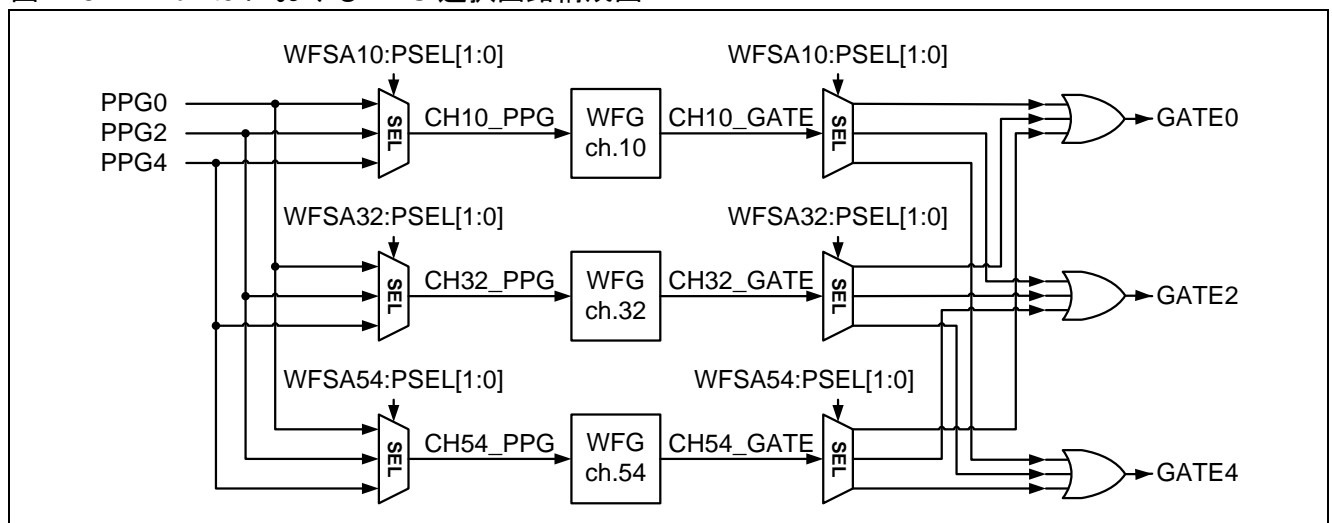 WFSA10:PSEL[1:0] WFSA10:PSEL[1:0]
PPG0
PPG2
PPG4
SEL
CH10_PPG
WFG
ch.10
CH10_GATE
SEL
GATE0
WFSA32:PSEL[1:0] WFSA32:PSEL[1:0]
SEL
CH32_PPG
WFG
ch.32
CH32_GATE
SEL
GATE2
WFSA54:PSEL[1:0] WFSA54:PSEL[1:0]
SEL
CH54_PPG
WFG
ch.54
CH54_GATE
SEL
GATE4